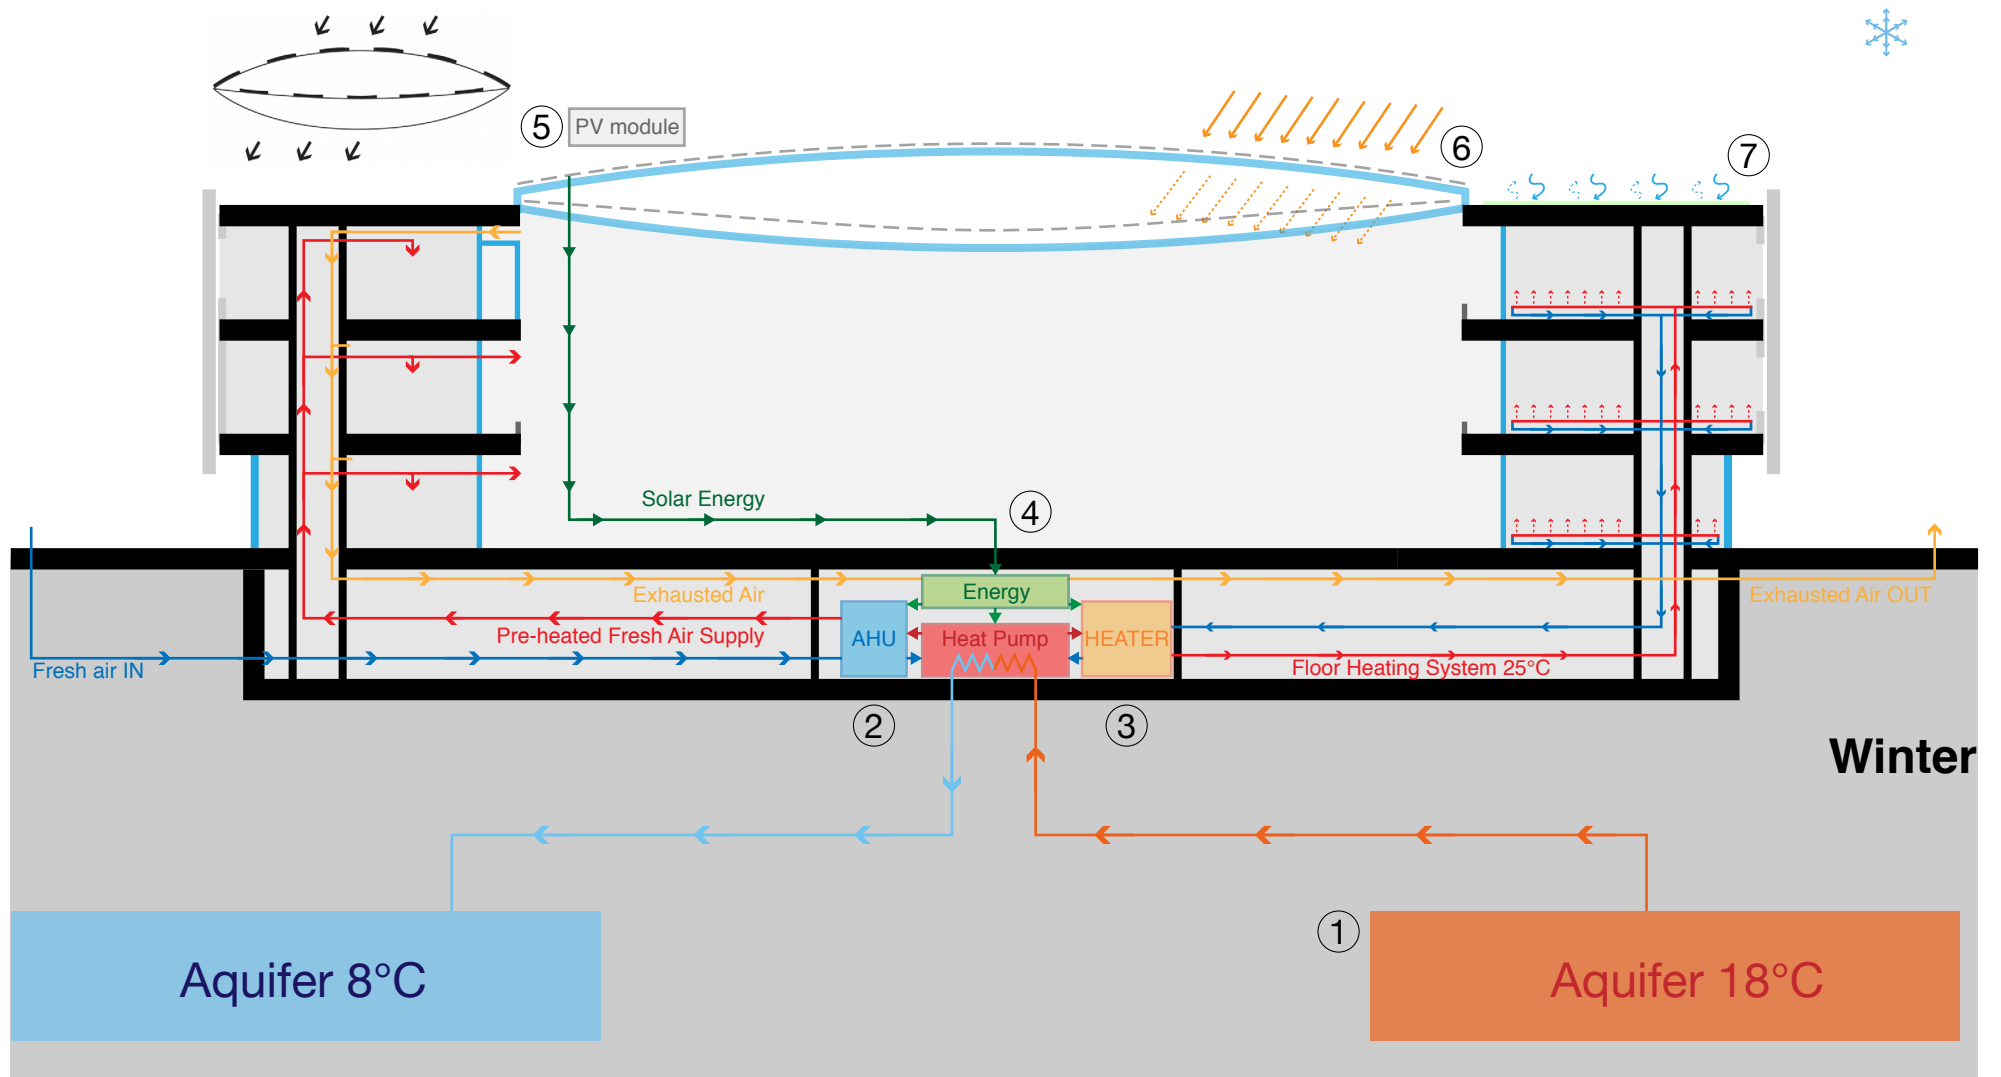 5
PV module
6
7
Solar Energy
4
Energy
Exhausted Air
Exhausted Air OUT
Pre-heated Fresh Air Supply
AHU
Heat Pump
HEATER
Fresh air IN
Floor Heating System 25°C
2
3
Winter
1
Aquifer 8°C
Aquifer 18°C